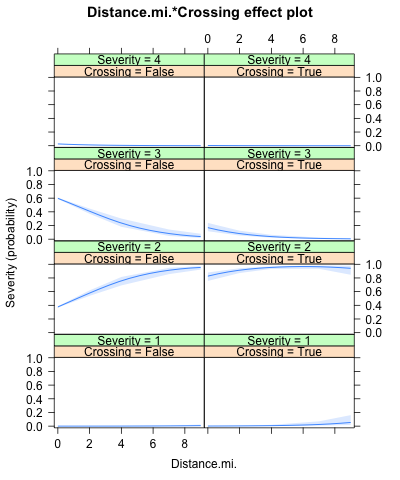 Distance.mi.*Crossing effect plot
0 2 4 6 8
Severity = 4 Severity = 4
Crossing = False Crossing = True
1.0
0.8
0.6
0.4
0.2
0.0
Severity = 3 Severity = 3
Crossing = False Crossing = True
1.0
0.8
0.6
0.4
0.2
0.0
Severity (probability)
Severity = 2 Severity = 2
Crossing = False Crossing = True
1.0
0.8
0.6
0.4
0.2
0.0
Severity = 1 Severity = 1
Crossing = False Crossing = True
1.0
0.8
0.6
0.4
0.2
0.0
0 2 4 6 8
Distance.mi.